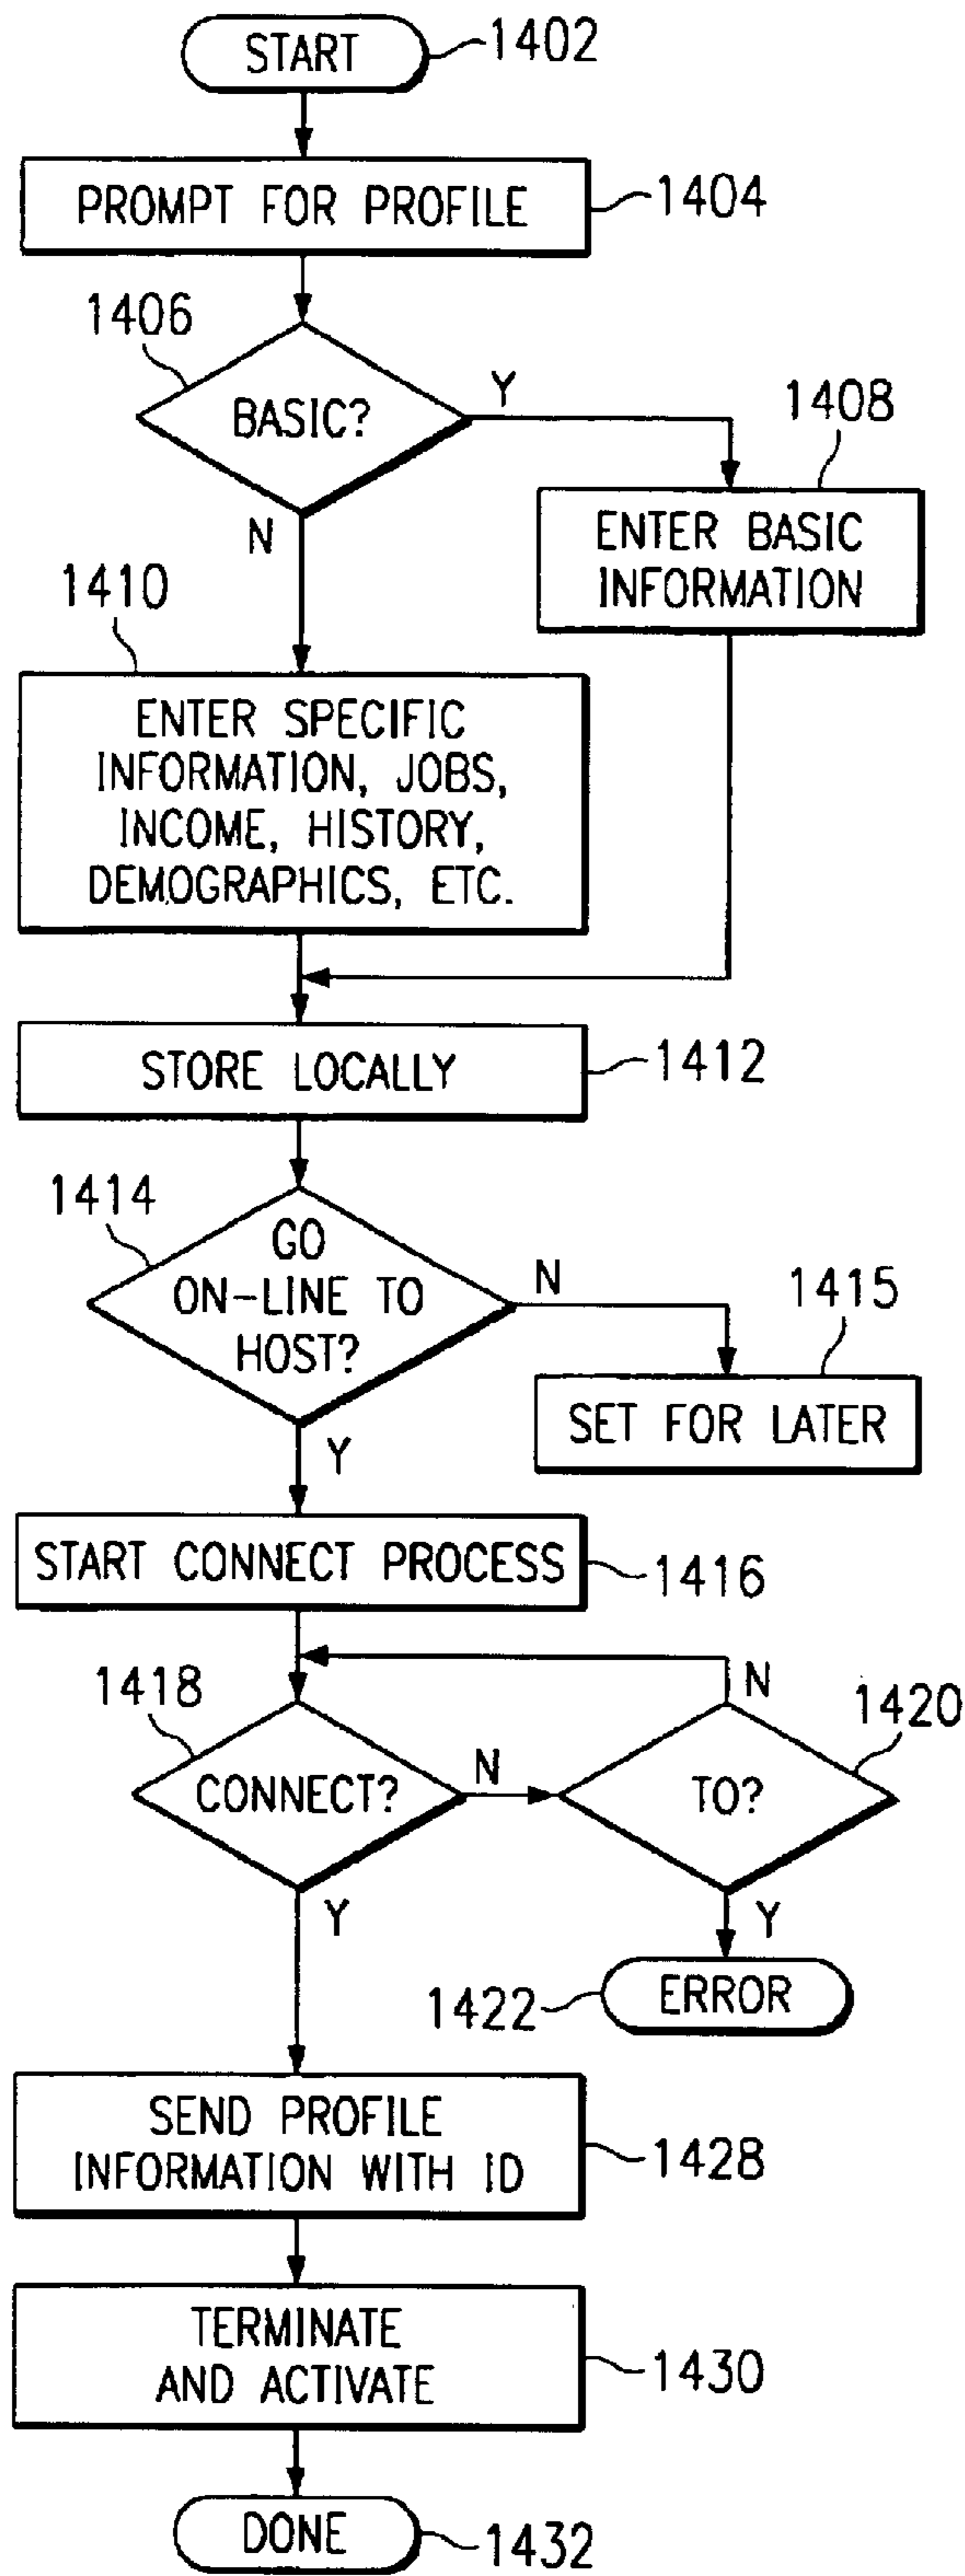 START
1402
PROMPT FOR PROFILE
1404
1406
BASIC?
Y
N
1408
ENTER BASIC
INFORMATION
1410
ENTER SPECIFIC
INFORMATION, JOBS,
INCOME, HISTORY,
DEMOGRAPHICS, ETC.
STORE LOCALLY
1412
1414
GO
ON-LINE TO
HOST?
N
Y
1415
SET FOR LATER
START CONNECT PROCESS
1416
1418
CONNECT?
N
Y
1420
TO?
N
Y
1422
ERROR
SEND PROFILE
INFORMATION WITH ID
1428
TERMINATE
AND ACTIVATE
1430
DONE
1432